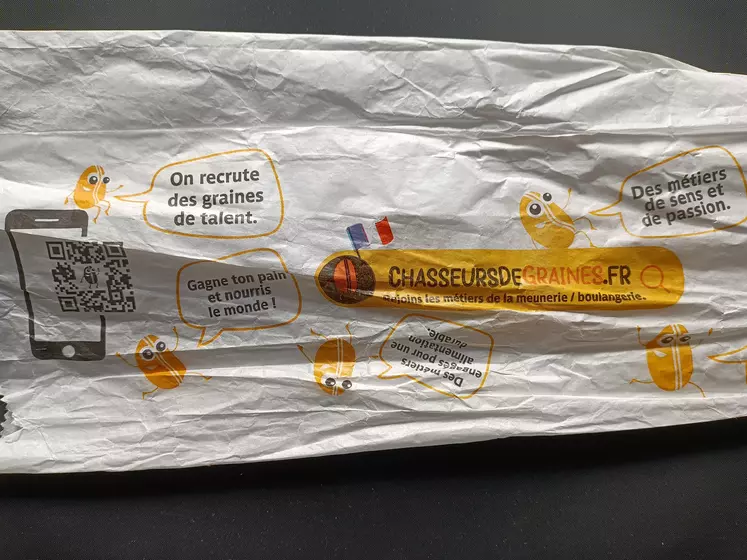 On recrute
des graines
de talent.
Gagne ton pain
et nourris
le monde !
CHASSEURSDEGRAINES.FR
Rejoins les métiers de la meunerie / boulangerie.
Des métiers
engagés pour une
alimentation
durable.
Des métiers
de sens et
de passion.